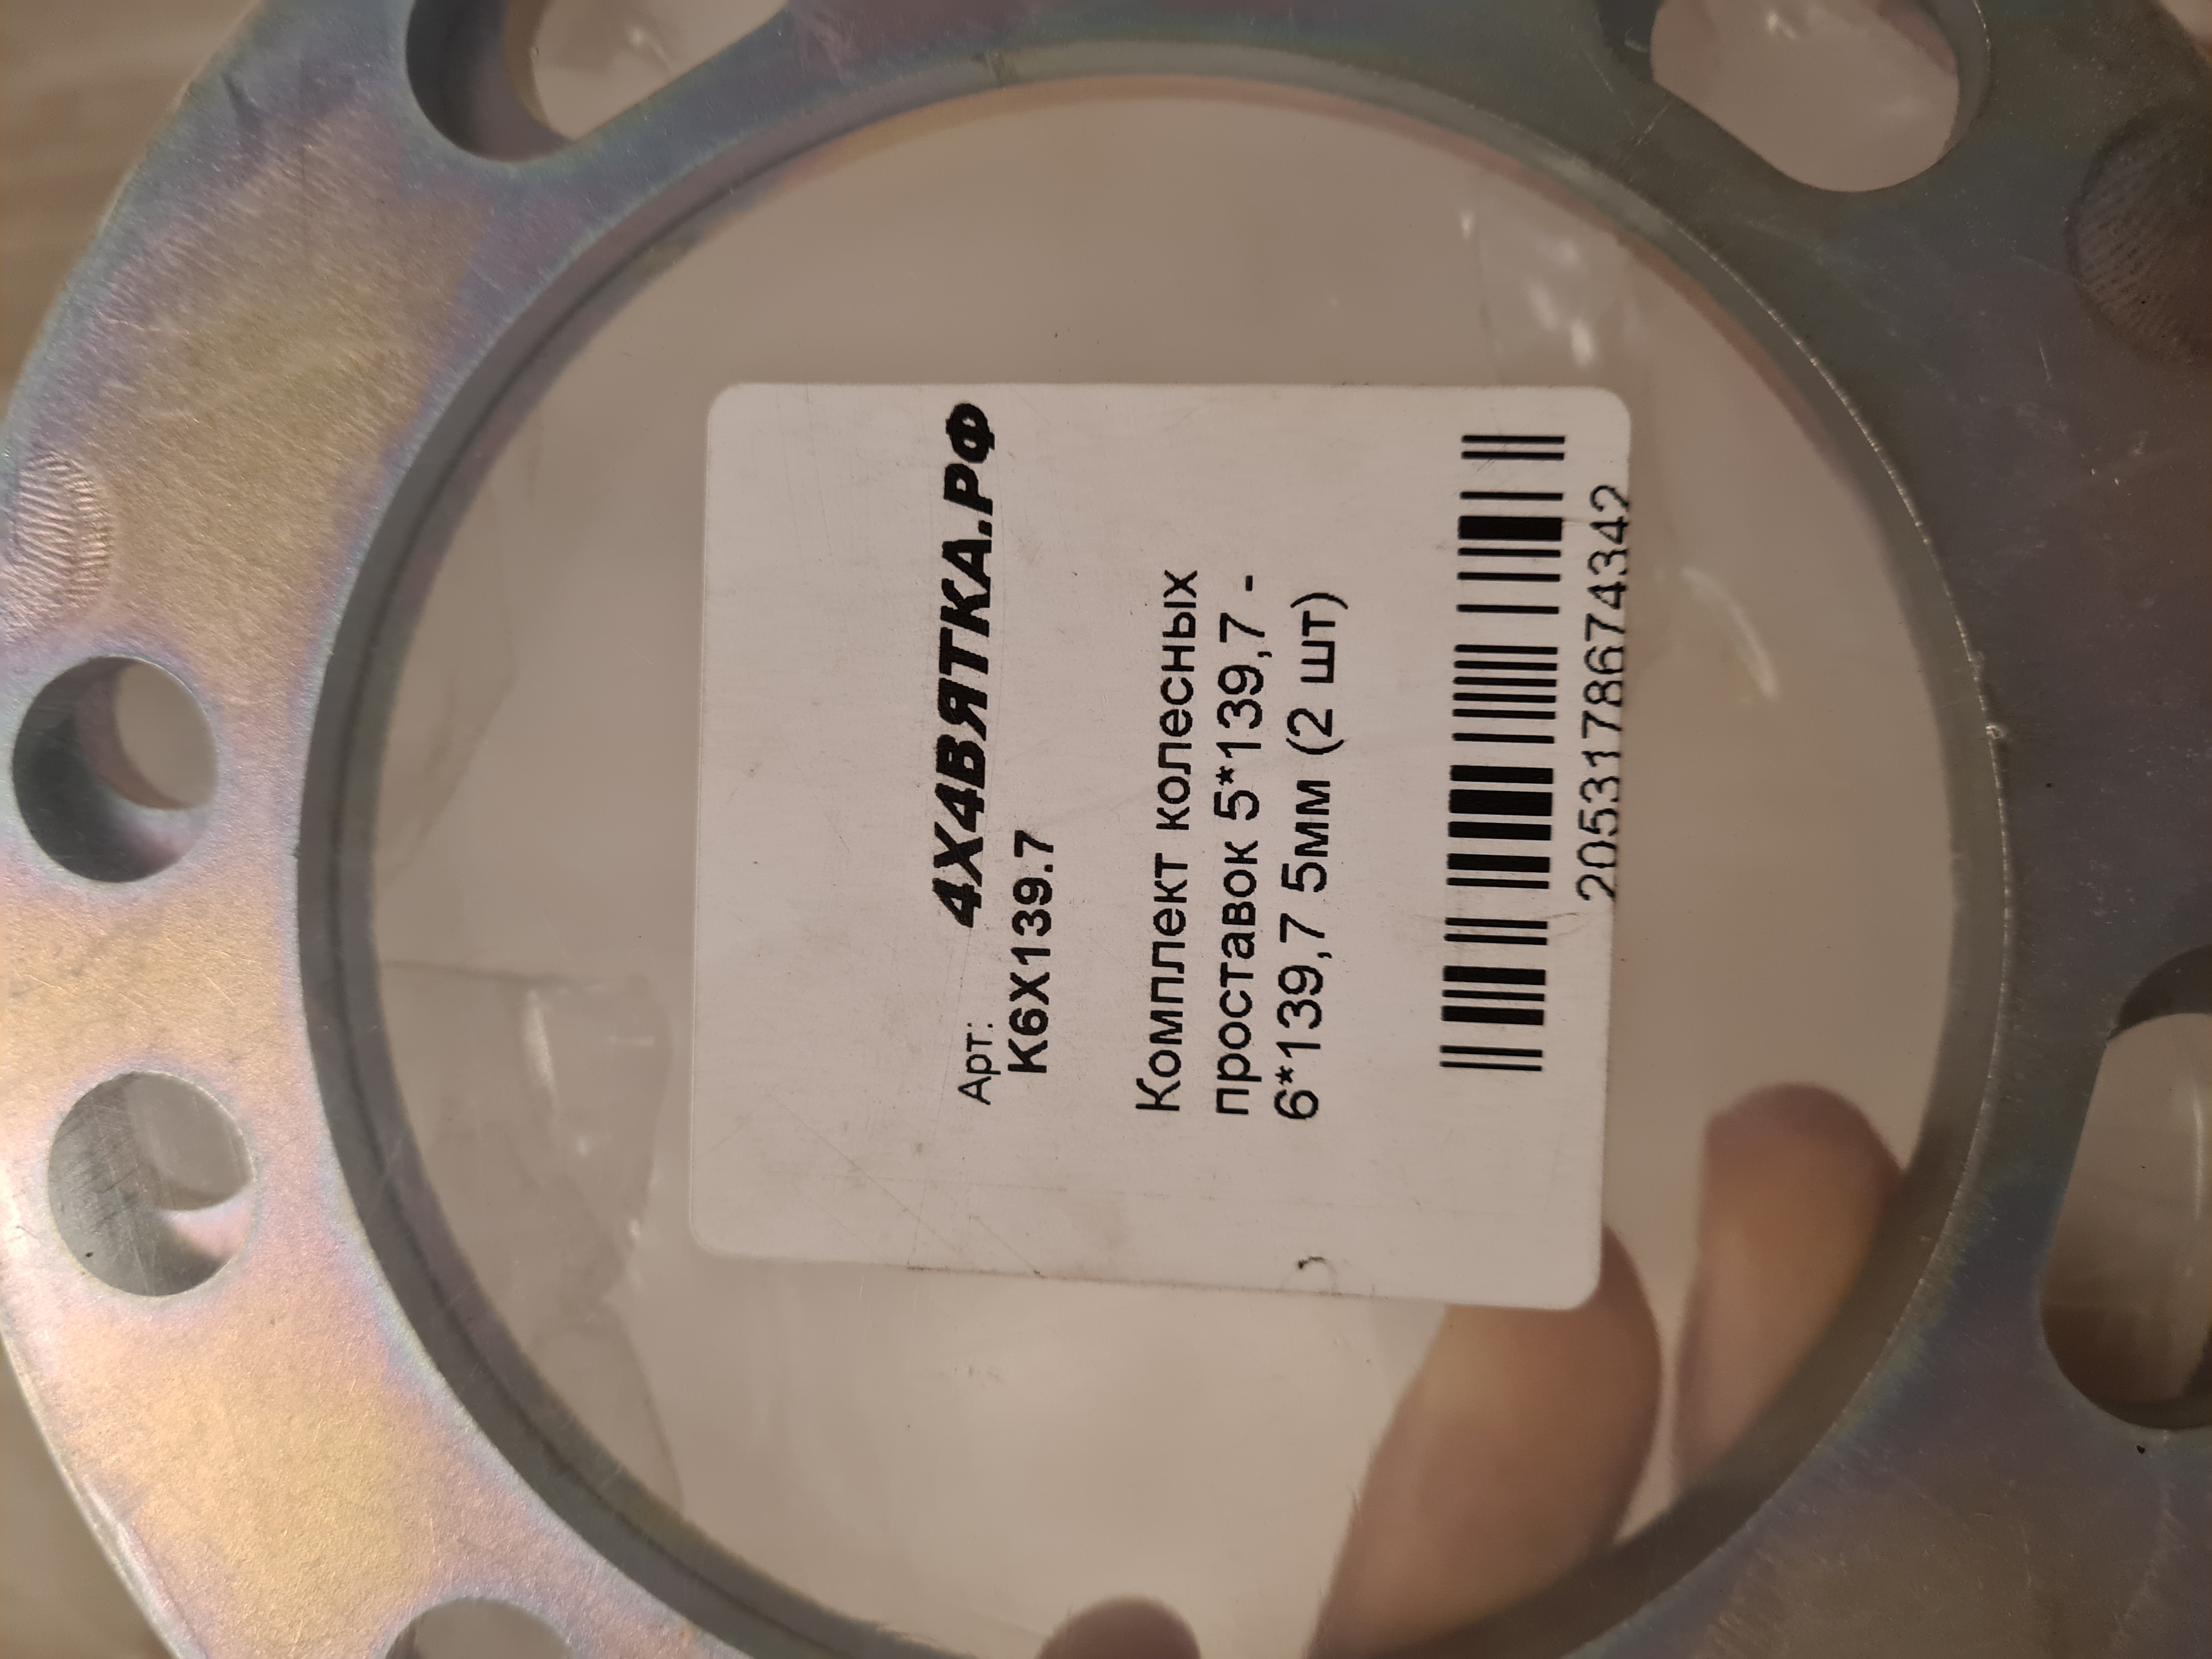 4X4ВЯТКА.РФ
Арт:
K6X139.7
Комплект колесных
проставок 5*139,7 -
6*139,7 5мм (2 шт)
2053178674342